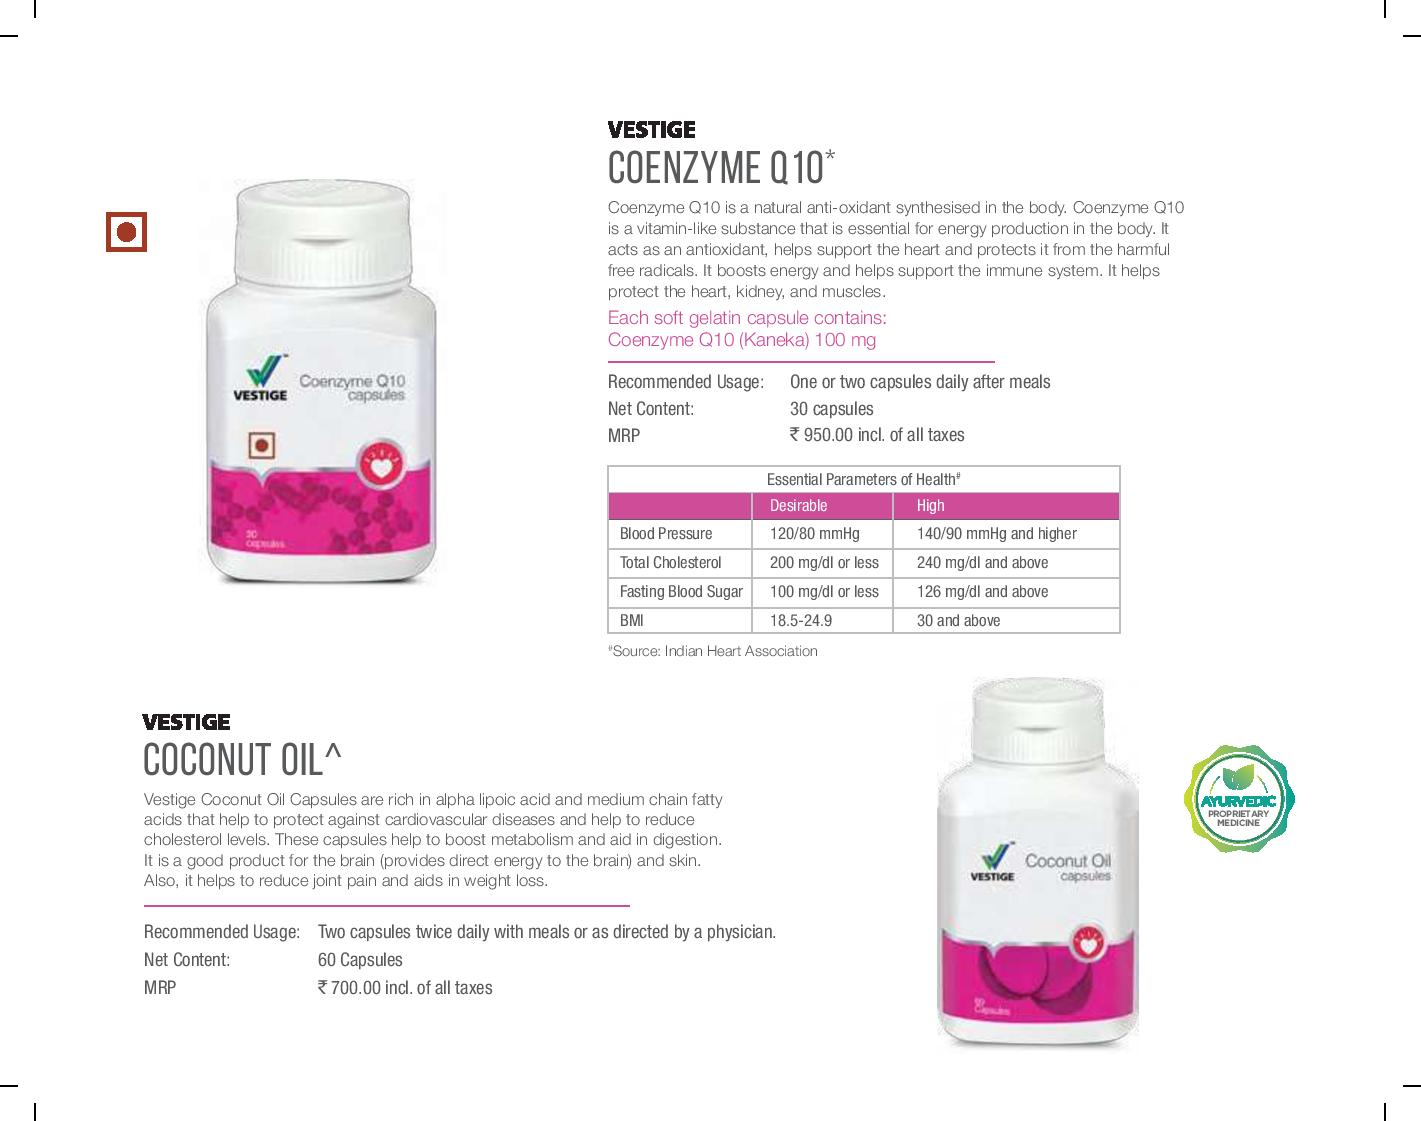 VESTIGE
COENZYME Q10*
Coenzyme Q10 is a natural anti-oxidant synthesised in the body. Coenzyme Q10
is a vitamin-like substance that is essential for energy production in the body. It
acts as an antioxidant, helps support the heart and protects it from the harmful
free radicals. It boosts energy and helps support the immune system. It helps
protect the heart, kidney, and muscles.
Each soft gelatin capsule contains:
Coenzyme Q10 (Kaneka) 100 mg
Recommended Usage: One or two capsules daily after meals
Net Content: 30 capsules
MRP ₹ 950.00 incl. of all taxes
Essential Parameters of Health#
Desirable High
Blood Pressure 120/80 mmHg 140/90 mmHg and higher
Total Cholesterol 200 mg/dl or less 240 mg/dl and above
Fasting Blood Sugar 100 mg/dl or less 126 mg/dl and above
BMI 18.5-24.9 30 and above
#Source: Indian Heart Association
VESTIGE
Coenzyme Q10
capsules
30
capsules
VESTIGE
COCONUT OIL^
Vestige Coconut Oil Capsules are rich in alpha lipoic acid and medium chain fatty
acids that help to protect against cardiovascular diseases and help to reduce
cholesterol levels. These capsules help to boost metabolism and aid in digestion.
It is a good product for the brain (provides direct energy to the brain) and skin.
Also, it helps to reduce joint pain and aids in weight loss.
Recommended Usage: Two capsules twice daily with meals or as directed by a physician.
Net Content: 60 Capsules
MRP ₹ 700.00 incl. of all taxes
VESTIGE
Coconut Oil
capsules
60
Capsules
AYURVEDIC
PROPRIETARY
MEDICINE